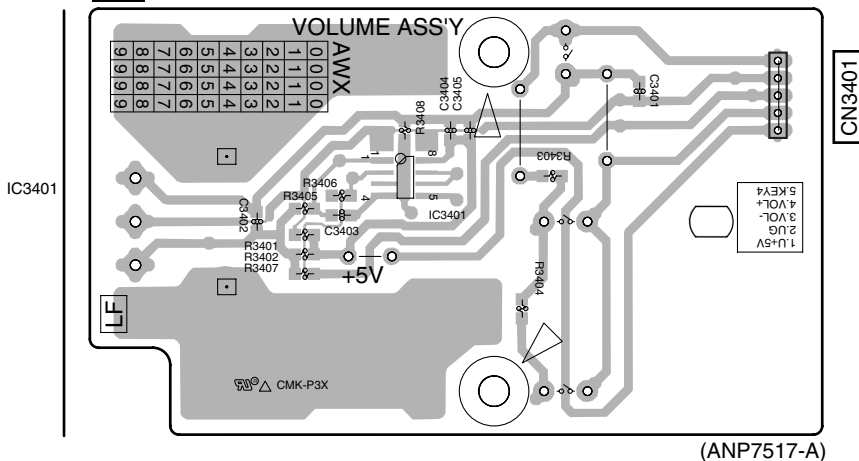 VOLUME ASS'Y
AWX
0 1 2 3 4 5 6 7 8 9
0 1 2 3 4 5 6 7 8 9
0 1 2 3 4 5 6 7 8 9
0 1 2 3 4 5 6 7 8 9
C3404
C3405
R3408
C3401
CN3401
1
1
8
R3403
IC3401
R3406
R3405
4
5
IC3401
C3402
C3403
R3401
R3402
R3407
+5V
1.U+5V
2.UG
3.VOL-
4.VOL+
5.KEY4
R3404
LF
CMK-P3X
(ANP7517-A)